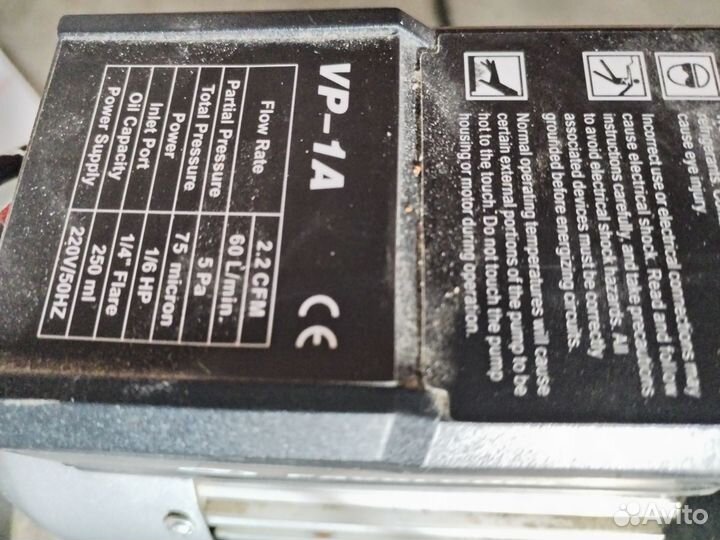 VP-1A
CE
Flow Rate 2.2 CFM
60 L/min.
Partial Pressure 5 Pa
Total Pressure 75 micron
Power 1/6 HP
Inlet Port 1/4" Flare
Oil Capacity 250 ml
Power Supply 220V/50HZ
cause eye injury.
Incorrect use or electrical connections may
cause electrical shock. Read and follow
instructions carefully, and take precautions
to avoid electrical shock hazards. All
associated devices must be correctly
grounded before energizing circuits.
Normal operating temperatures will cause
certain external portions of the pump to be
hot to the touch. Do not touch the pump
housing or motor during operation.
Avito